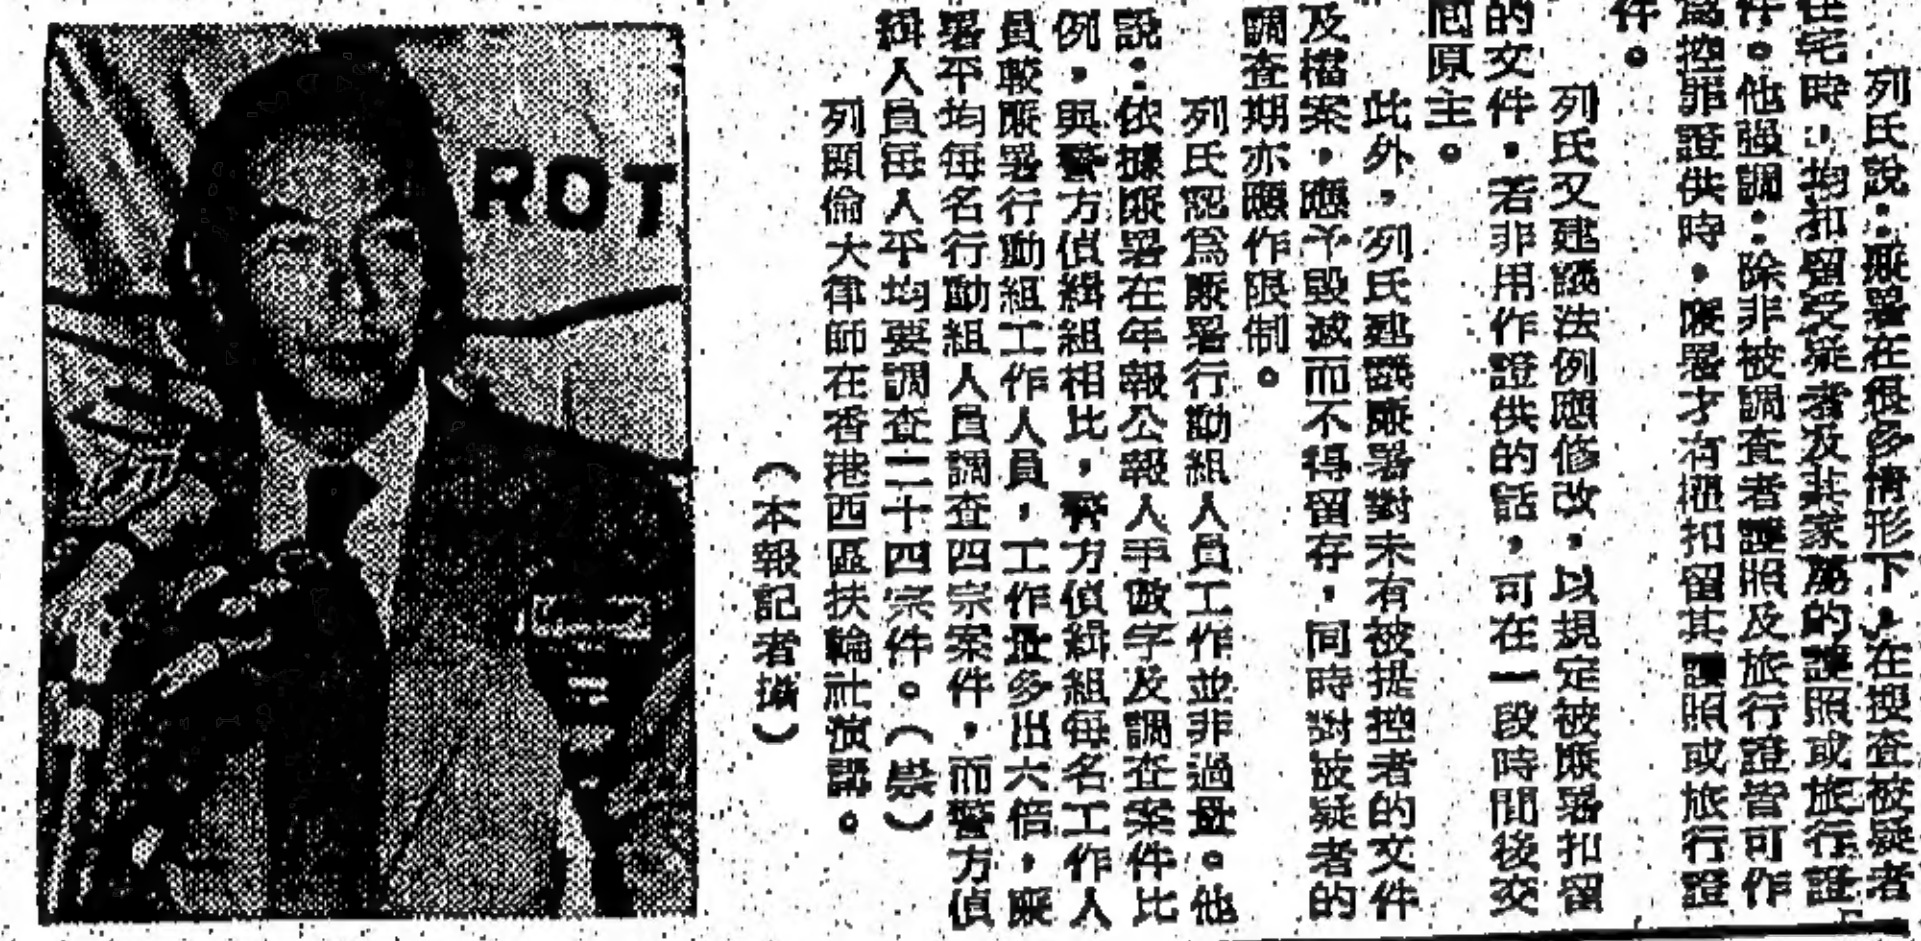 列氏說:廉署在很多情形下,在搜查被疑者
住宅時,均扣留受疑者及其家屬的護照或旅行證
件。他強調:除非被調查者護照及旅行證皆可作
爲控罪證供時,廉署才有權扣留其護照或旅行證
件。
列氏又建議法例應修改,以規定被廉署扣留
的文件,若非用作證供的話,可在一段時間後交
囘原主。
此外,列氏建議廉署對未有被提控者的文件
及檔案,應予毀滅而不得留存,同時對被疑者的
調查期亦應作限制。
列氏認爲廉署行動組人員工作並非過量。他
說:依據廉署在年報公報人手數字及調查案件比
例,與警方偵緝組相比,警方偵緝組每名工作人
員較廉署行動組工作人員,工作量多出六倍,廉
署平均每名行動組人員調查四宗案件,而警方偵
緝人員每人平均要調查二十四宗件。(崇)
列顯倫大律師在香港西區扶輪社演講。
(本報記者攝)
ROT